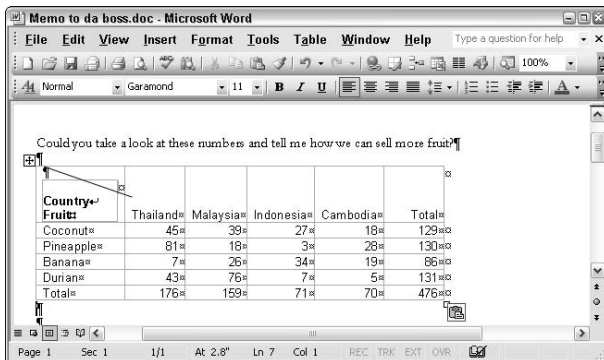 Memo to da boss.doc - Microsoft Word
File Edit View Insert Format Tools Table Window Help Type a question for help
Normal Garamond 11 B I U A
100%
Could you take a look at these numbers and tell me how we can sell more fruit?¶
¶
¶
Country↵
Fruit¤ Thailand¤ Malaysia¤ Indonesia¤ Cambodia¤ Total¤
Coconut¤ 45¤ 39¤ 27¤ 18¤ 129¤¤
Pineapple¤ 81¤ 18¤ 3¤ 28¤ 130¤¤
Banana¤ 7¤ 26¤ 34¤ 19¤ 86¤¤
Durian¤ 43¤ 76¤ 7¤ 5¤ 131¤¤
Total¤ 176¤ 159¤ 71¤ 70¤ 476¤¤
¶
¶
Page 1 Sec 1 1/1 At 2.8" Ln 7 Col 1 REC TRK EXT OVR